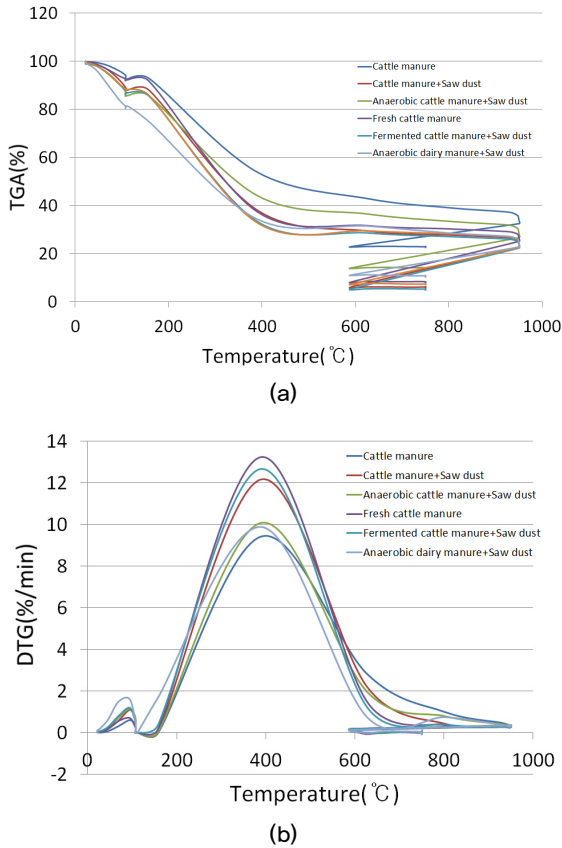 120
100
80
60
40
20
0
TGA(%)
Cattle manure
Cattle manure+Saw dust
Anaerobic cattle manure+Saw dust
Fresh cattle manure
Fermented cattle manure+Saw dust
Anaerobic dairy manure+Saw dust
0 200 400 600 800 1000
Temperature(℃)
(a)
14
12
10
8
6
4
2
0
-2
DTG(%/min)
Cattle manure
Cattle manure+Saw dust
Anaerobic cattle manure+Saw dust
Fresh cattle manure
Fermented cattle manure+Saw dust
Anaerobic dairy manure+Saw dust
0 200 400 600 800 1000
Temperature(℃)
(b)